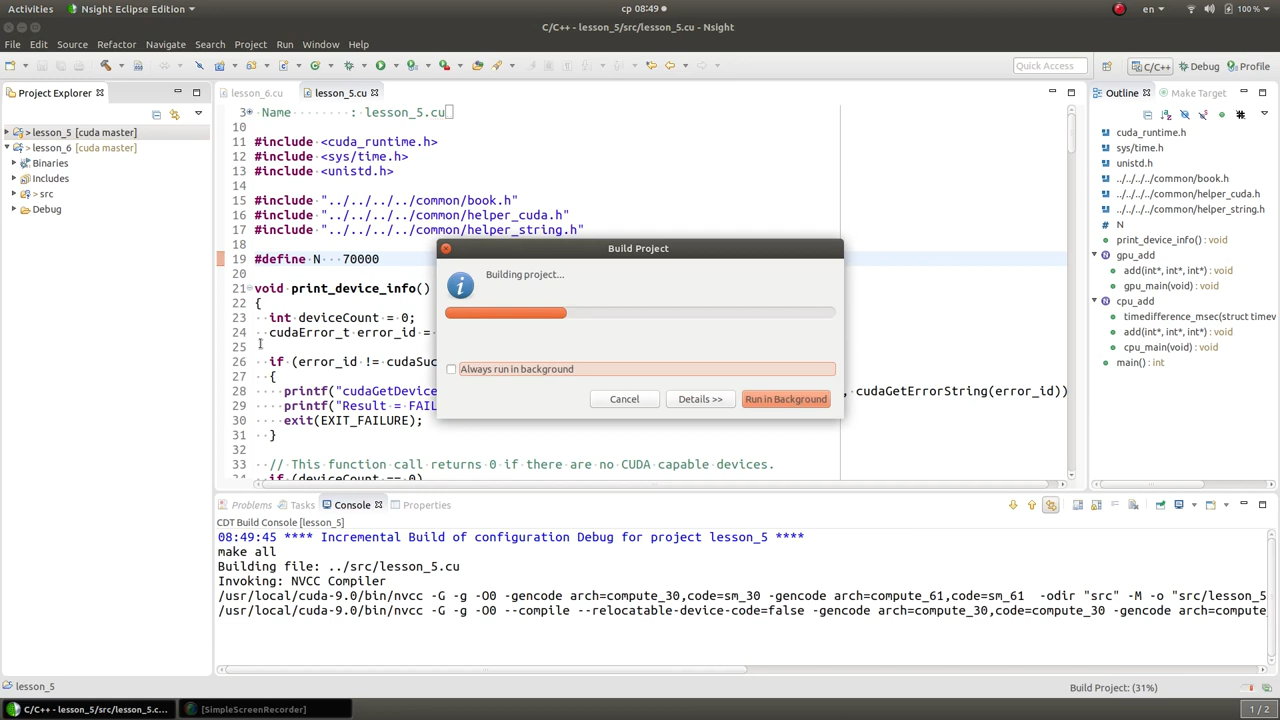 Activities
Nsight Eclipse Edition
ср 08:49
en
100 %
C/C++ - lesson_5/src/lesson_5.cu - Nsight
File Edit Source Refactor Navigate Search Project Run Window Help
Quick Access
C/C++
Debug
Profile
Project Explorer
> lesson_5 [cuda master]
> lesson_6 [cuda master]
Binaries
Includes
> src
Debug
lesson_6.cu
lesson_5.cu
3 Name : lesson_5.cu
10
11 #include <cuda_runtime.h>
12 #include <sys/time.h>
13 #include <unistd.h>
14
15 #include "../../../../common/book.h"
16 #include "../../../../common/helper_cuda.h"
17 #include "../../../../common/helper_string.h"
18
19 #define N 70000
20
21 void print_device_info()
22 {
23 int deviceCount = 0;
24 cudaError_t error_id =
25
26 if (error_id != cudaSuc
27 {
28 printf("cudaGetDevice , cudaGetErrorString(error_id))
29 printf("Result = FAIL
30 exit(EXIT_FAILURE);
31 }
32
33 // This function call returns 0 if there are no CUDA capable devices.
34 if (deviceCount == 0)
Build Project
Building project...
Always run in background
Cancel
Details >>
Run in Background
Outline
Make Target
cuda_runtime.h
sys/time.h
unistd.h
../../../../common/book.h
../../../../common/helper_cuda.h
../../../../common/helper_string.h
N
print_device_info() : void
gpu_add
add(int*, int*, int*) : void
gpu_main(void) : void
cpu_add
timedifference_msec(struct timev
add(int*, int*, int*) : void
cpu_main(void) : void
main() : int
Problems
Tasks
Console
Properties
CDT Build Console [lesson_5]
08:49:45 **** Incremental Build of configuration Debug for project lesson_5 ****
make all
Building file: ../src/lesson_5.cu
Invoking: NVCC Compiler
/usr/local/cuda-9.0/bin/nvcc -G -g -O0 -gencode arch=compute_30,code=sm_30 -gencode arch=compute_61,code=sm_61 -odir "src" -M -o "src/lesson_5
/usr/local/cuda-9.0/bin/nvcc -G -g -O0 --compile --relocatable-device-code=false -gencode arch=compute_30,code=compute_30 -gencode arch=compute
lesson_5
Build Project: (31%)
C/C++ - lesson_5/src/lesson_5.c...
[SimpleScreenRecorder]
1 / 2